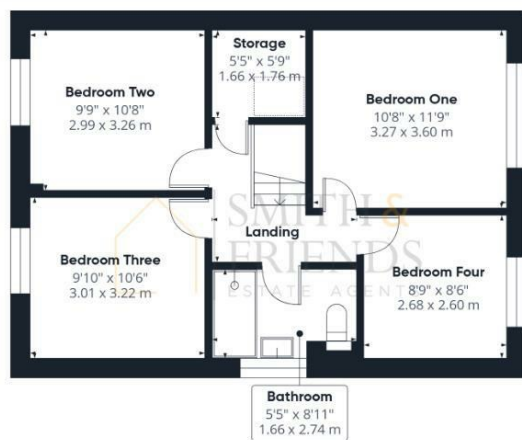 Storage
5'5" x 5'9"
1.66 x 1.76 m
Bedroom Two
9'9" x 10'8"
2.99 x 3.26 m
Bedroom One
10'8" x 11'9"
3.27 x 3.60 m
SMITH &
FRIENDS
ESTATE AGENTS
Landing
Bedroom Three
9'10" x 10'6"
3.01 x 3.22 m
Bedroom Four
8'9" x 8'6"
2.68 x 2.60 m
Bathroom
5'5" x 8'11"
1.66 x 2.74 m